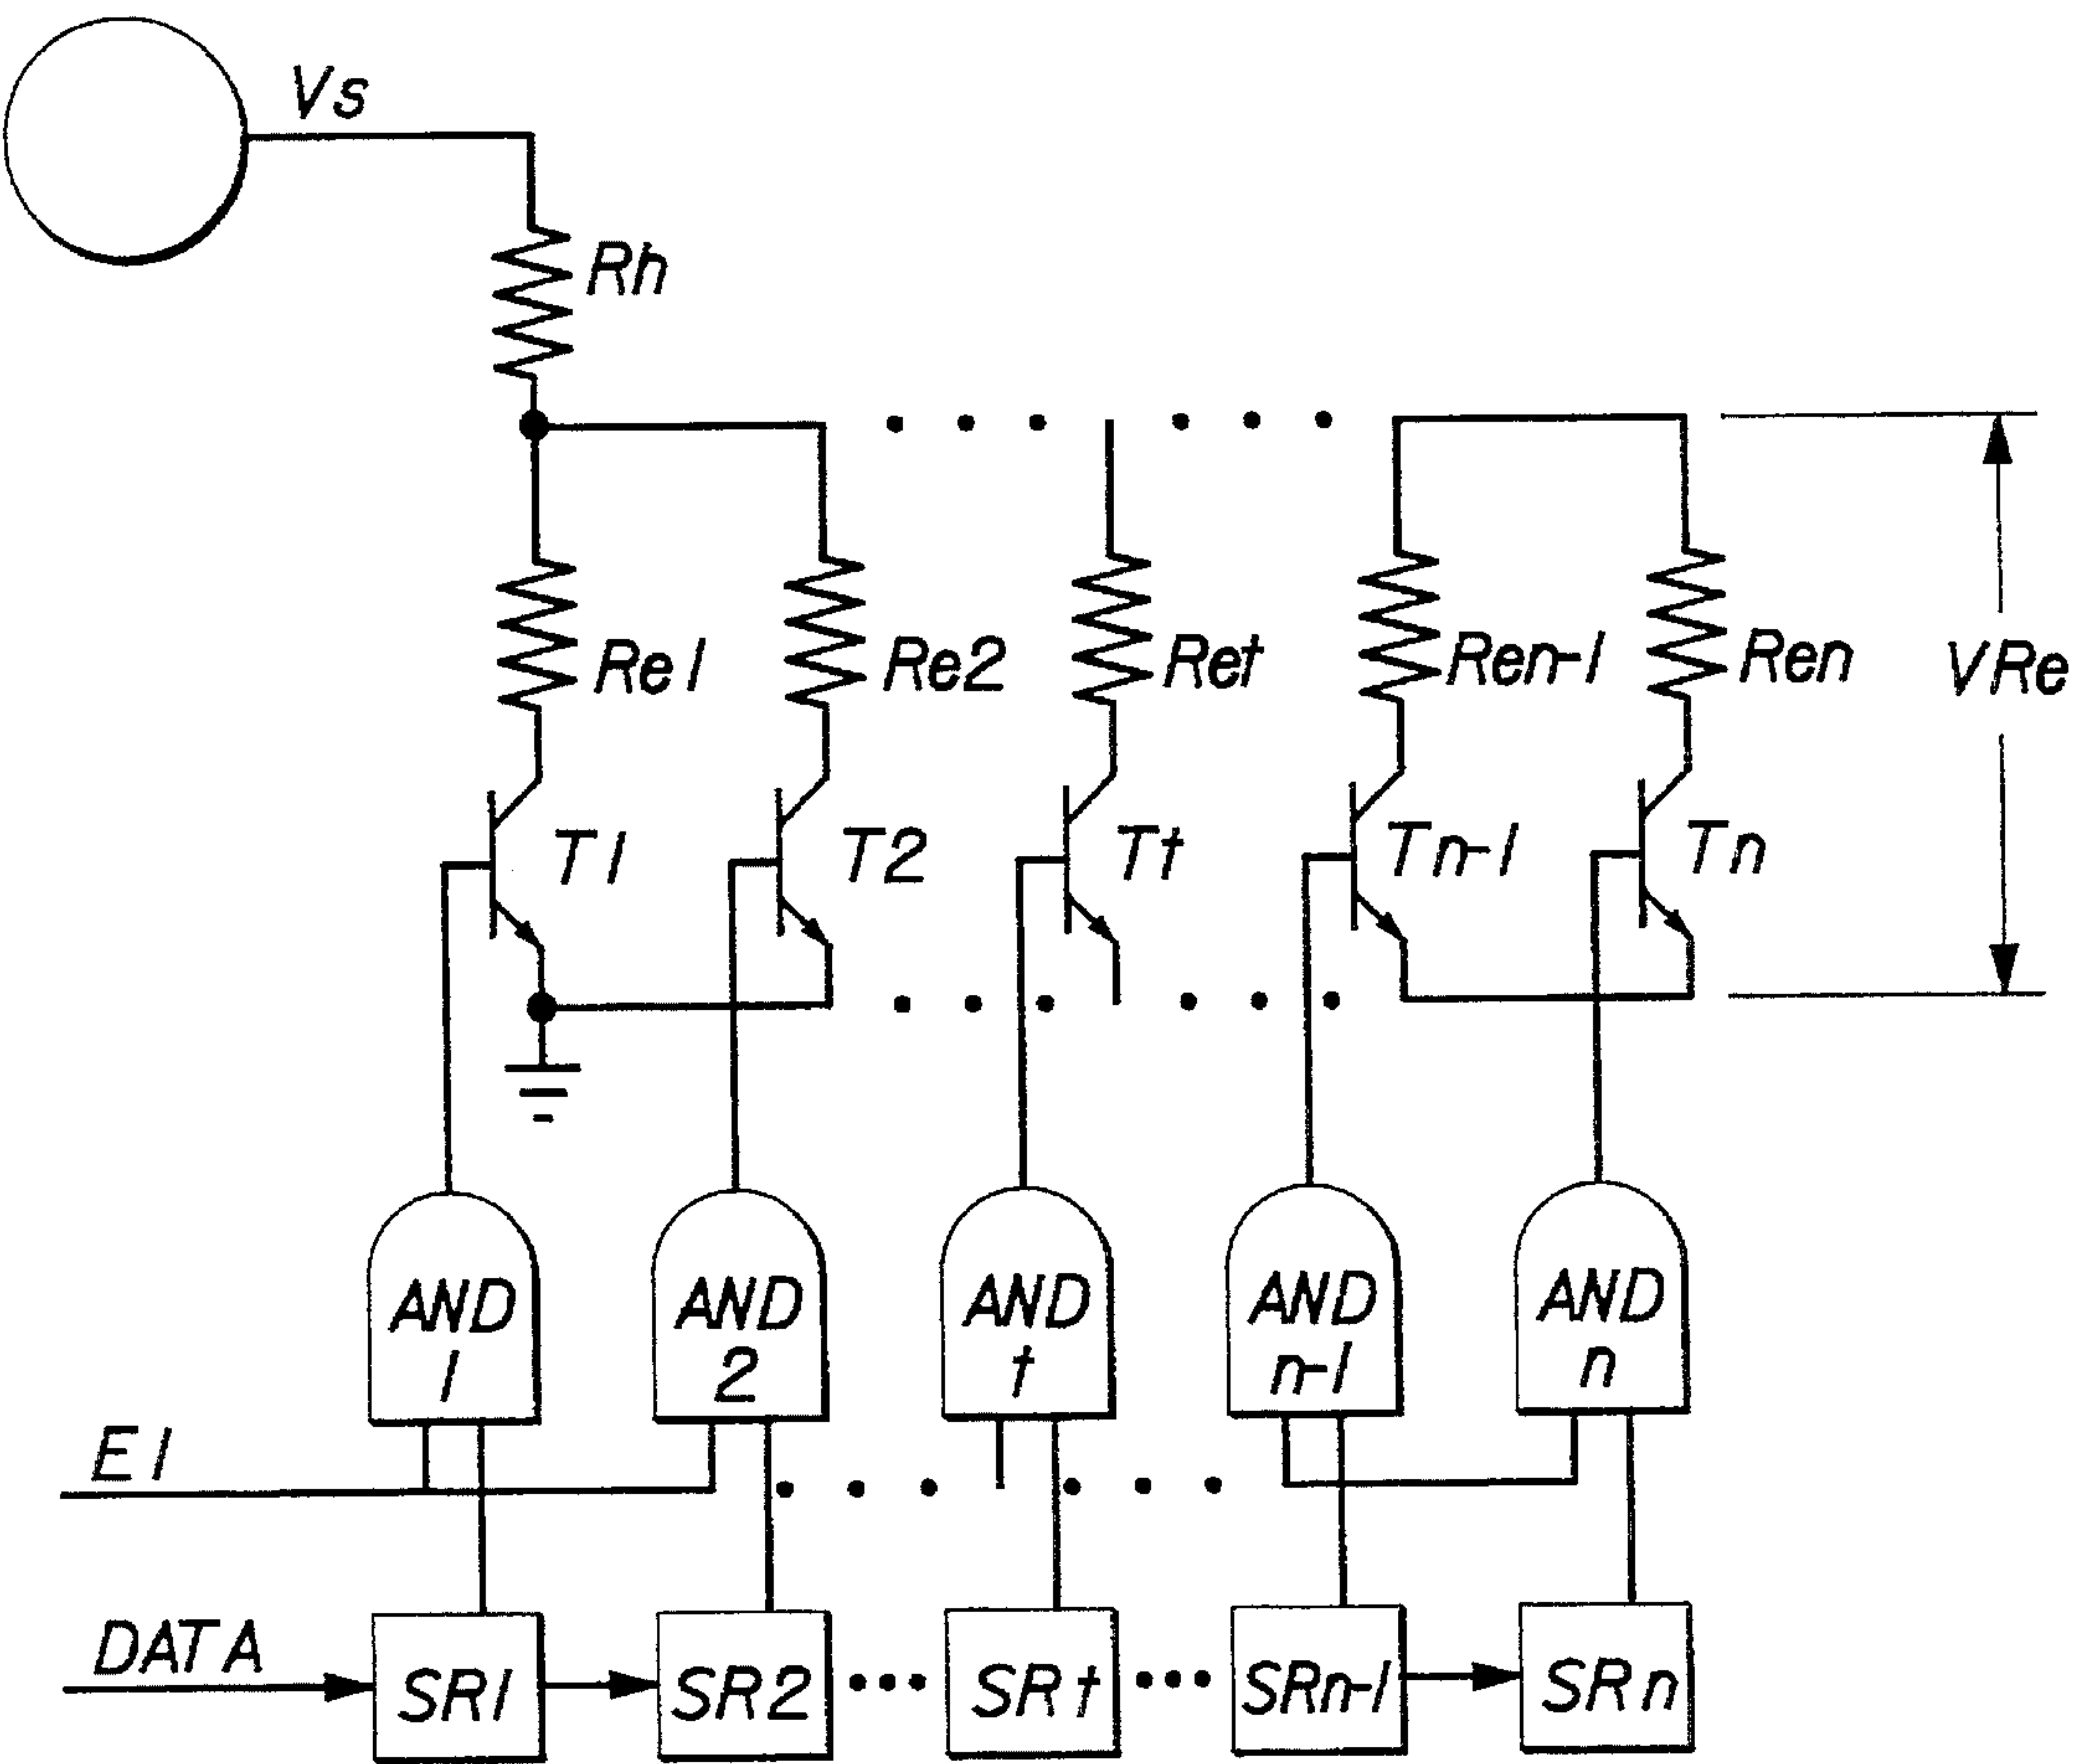 Vs
Rh
Re1 Re2 Ret Ren-1 Ren VRe
T1 T2 Tt Tn-1 Tn
AND 1 AND 2 AND t AND n-1 AND n
E1
DATA
SR1 SR2 SRt SRn-1 SRn